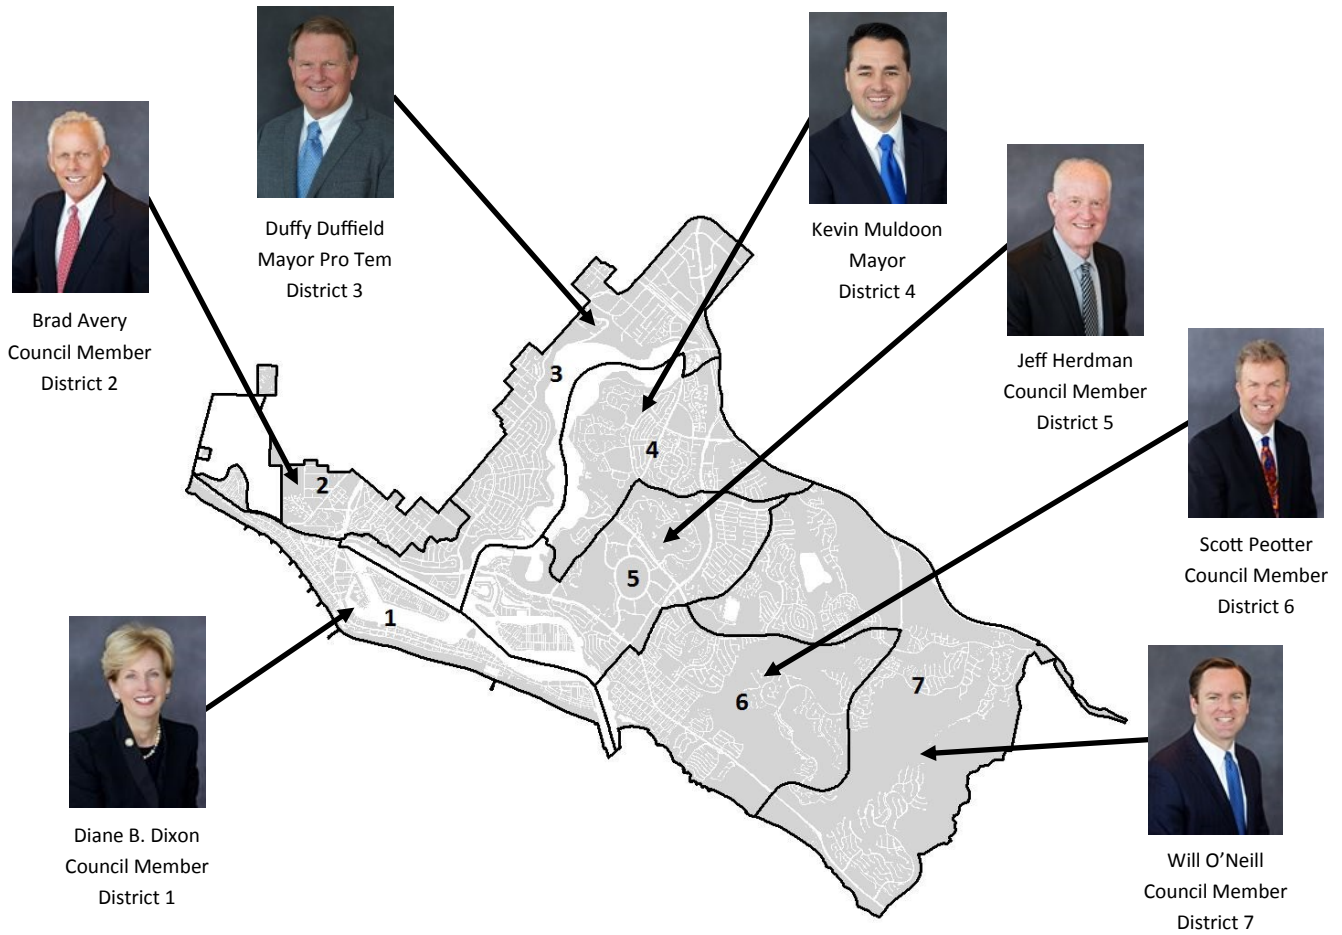 Duffy Duffield
Mayor Pro Tem
District 3
Kevin Muldoon
Mayor
District 4
Brad Avery
Council Member
District 2
Jeff Herdman
Council Member
District 5
Scott Peotter
Council Member
District 6
Diane B. Dixon
Council Member
District 1
Will O’Neill
Council Member
District 7
3
4
2
5
1
6
7